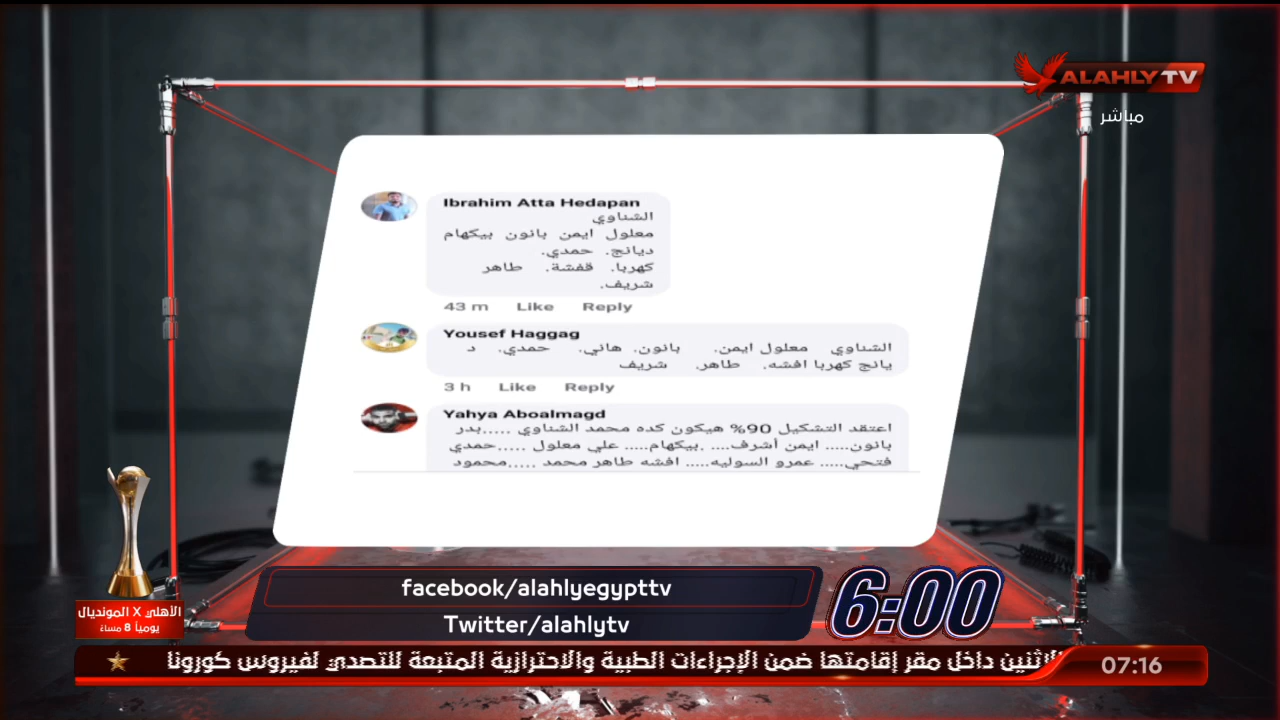 ALAHLY TV
مباشر
Ibrahim Atta Hedapan
الشناوي
معلول ايمن بانون بيكهام
ديانج. حمدي.
كهربا. قفشة. طاهر
شريف.
43 m Like Reply
Yousef Haggag
الشناوي معلول ايمن. بانون. هاني. حمدي. د
يانج كهربا افشه. طاهر. شريف
3 h Like Reply
Yahya Aboalmagd
اعتقد التشكيل 90% هيكون كده محمد الشناوي .....بدر
بانون..... ايمن أشرف.... .بيكهام..... علي معلول .....حمدي
فتحي..... عمرو السوليه..... افشه طاهر محمد .....محمود
الأهلي X المونديال
يومياً 8 مساءً
facebook/alahlyegypttv
Twitter/alahlytv
6:00
الاثنين داخل مقر إقامتها ضمن الإجراءات الطبية والاحترازية المتبعة للتصدي لفيروس كورونا
07:16